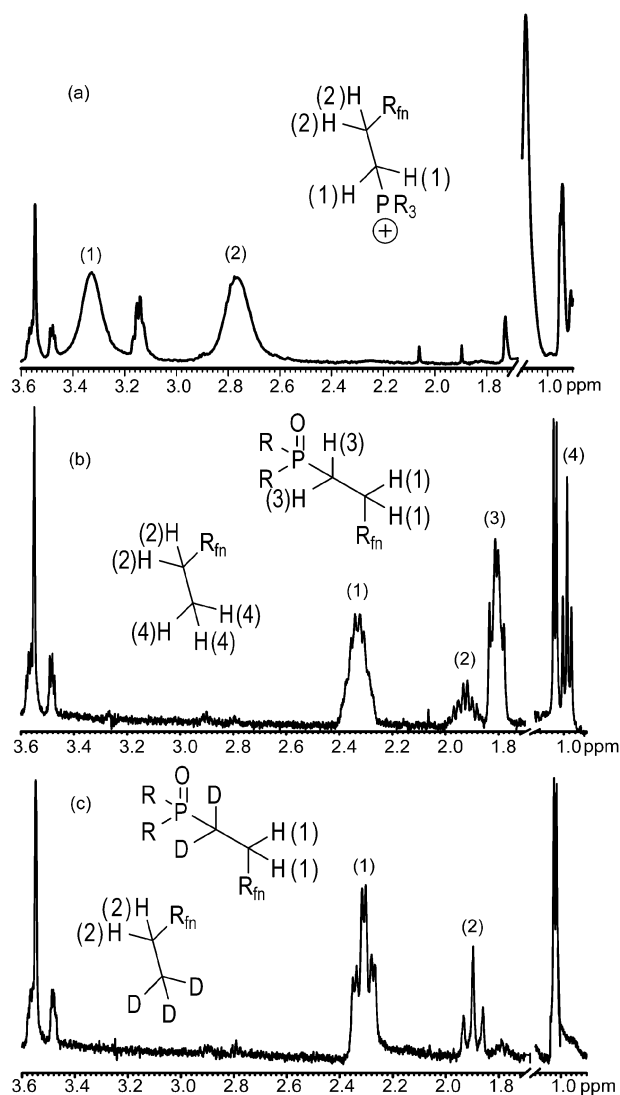 (a)
(2)H
R_fn
(2)H
H(1)
(1)H
P R_3
+
(1)
(2)
3.6 3.4 3.2 3.0 2.8 2.6 2.4 2.2 2.0 1.8 1.0 ppm
(b)
O
R
P
H(3)
R
(3)H
H(1)
H(1)
R_fn
(2)H
R_fn
(2)H
H(4)
(4)H
H(4)
(1)
(2)
(3)
(4)
3.6 3.4 3.2 3.0 2.8 2.6 2.4 2.2 2.0 1.8 1.0 ppm
(c)
O
R
P
D
R
D
H(1)
H(1)
R_fn
(2)H
R_fn
(2)H
D
D
D
(1)
(2)
3.6 3.4 3.2 3.0 2.8 2.6 2.4 2.2 2.0 1.8 1.0 ppm